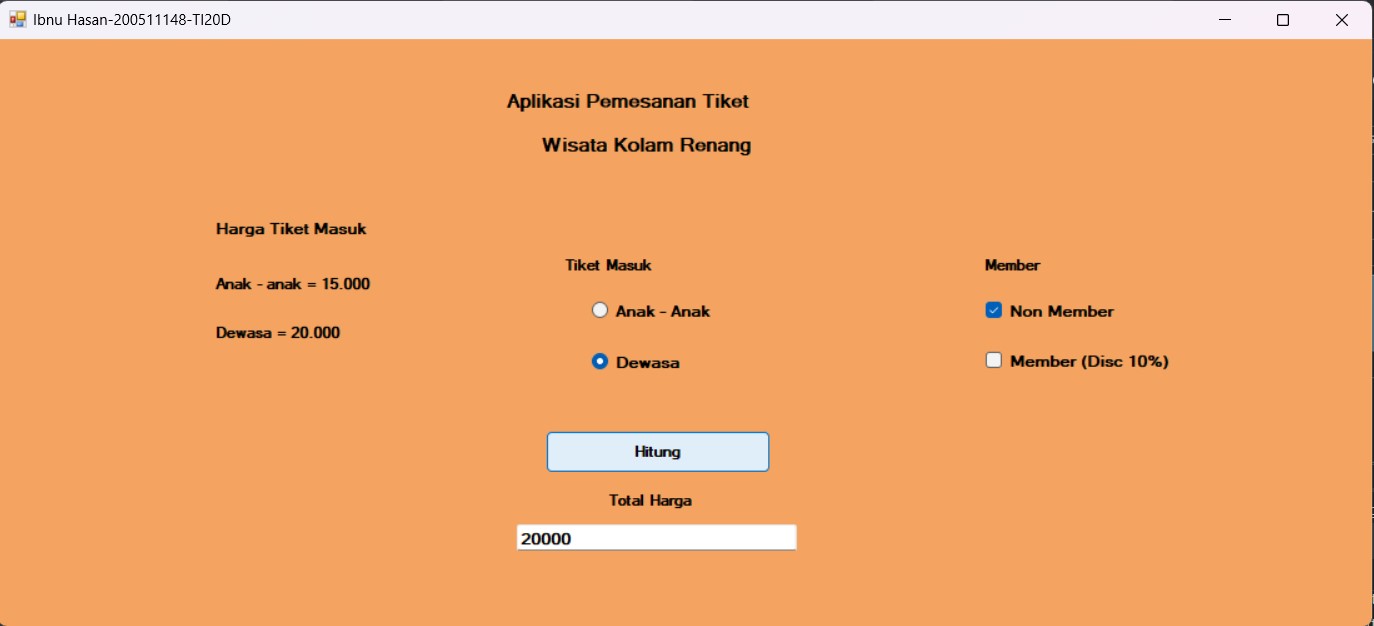 Ibnu Hasan-200511148-TI20D
Aplikasi Pemesanan Tiket
Wisata Kolam Renang
Harga Tiket Masuk
Anak - anak = 15.000
Dewasa = 20.000
Tiket Masuk
Anak - Anak
Dewasa
Member
Non Member
Member (Disc 10%)
Hitung
Total Harga
20000